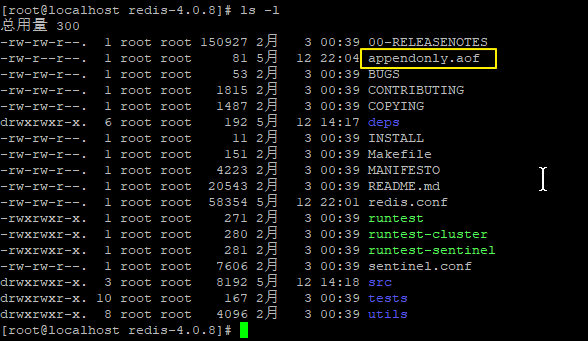 [root@localhost redis-4.0.8]# ls -l
总用量 300
-rw-rw-r--. 1 root root 150927 2月 3 00:39 00-RELEASENOTES
-rw-r--r--. 1 root root 81 5月 12 22:04 appendonly.aof
-rw-rw-r--. 1 root root 53 2月 3 00:39 BUGS
-rw-rw-r--. 1 root root 1815 2月 3 00:39 CONTRIBUTING
-rw-rw-r--. 1 root root 1487 2月 3 00:39 COPYING
drwxrwxr-x. 6 root root 192 5月 12 14:17 deps
-rw-rw-r--. 1 root root 11 2月 3 00:39 INSTALL
-rw-rw-r--. 1 root root 151 2月 3 00:39 Makefile
-rw-rw-r--. 1 root root 4223 2月 3 00:39 MANIFESTO
-rw-rw-r--. 1 root root 20543 2月 3 00:39 README.md
-rw-rw-r--. 1 root root 58354 5月 12 22:01 redis.conf
-rwxrwxr-x. 1 root root 271 2月 3 00:39 runtest
-rwxrwxr-x. 1 root root 280 2月 3 00:39 runtest-cluster
-rwxrwxr-x. 1 root root 281 2月 3 00:39 runtest-sentinel
-rw-rw-r--. 1 root root 7606 2月 3 00:39 sentinel.conf
drwxrwxr-x. 3 root root 8192 5月 12 14:18 src
drwxrwxr-x. 10 root root 167 2月 3 00:39 tests
drwxrwxr-x. 8 root root 4096 2月 3 00:39 utils
[root@localhost redis-4.0.8]#